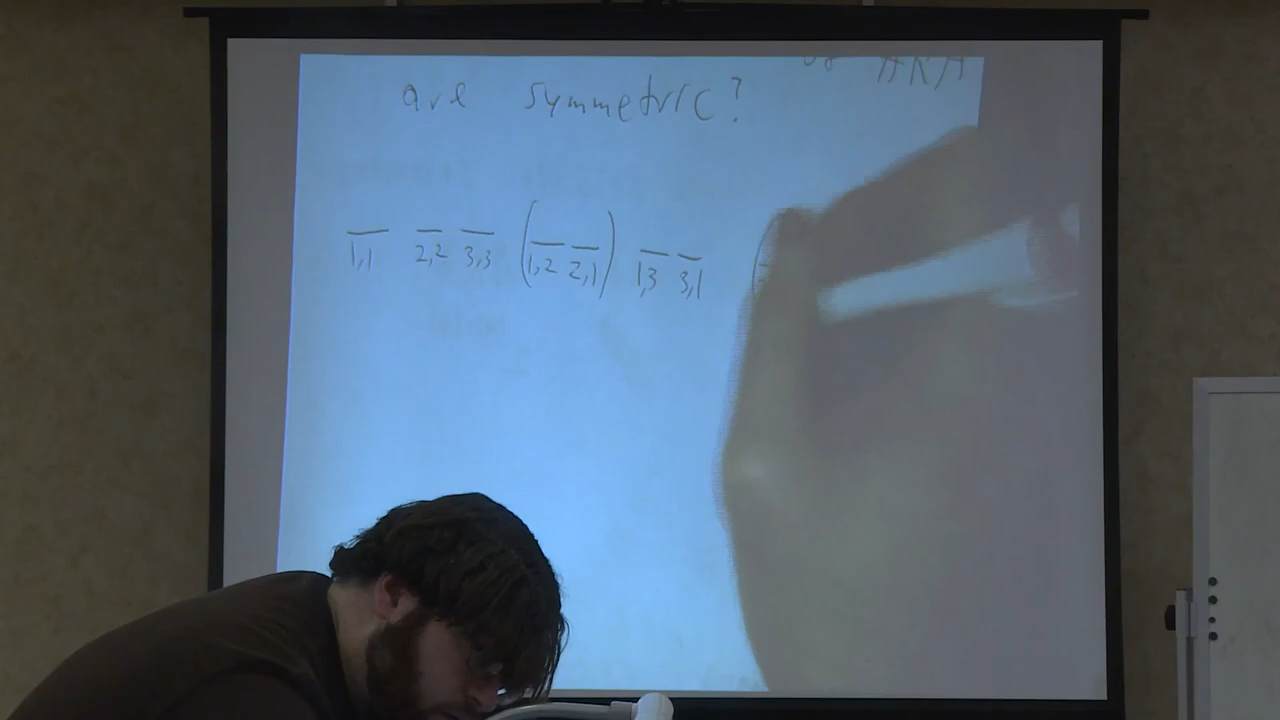 are symmetric?
1,1 2,2 3,3 (1,2 2,1) 1,3 3,1 (